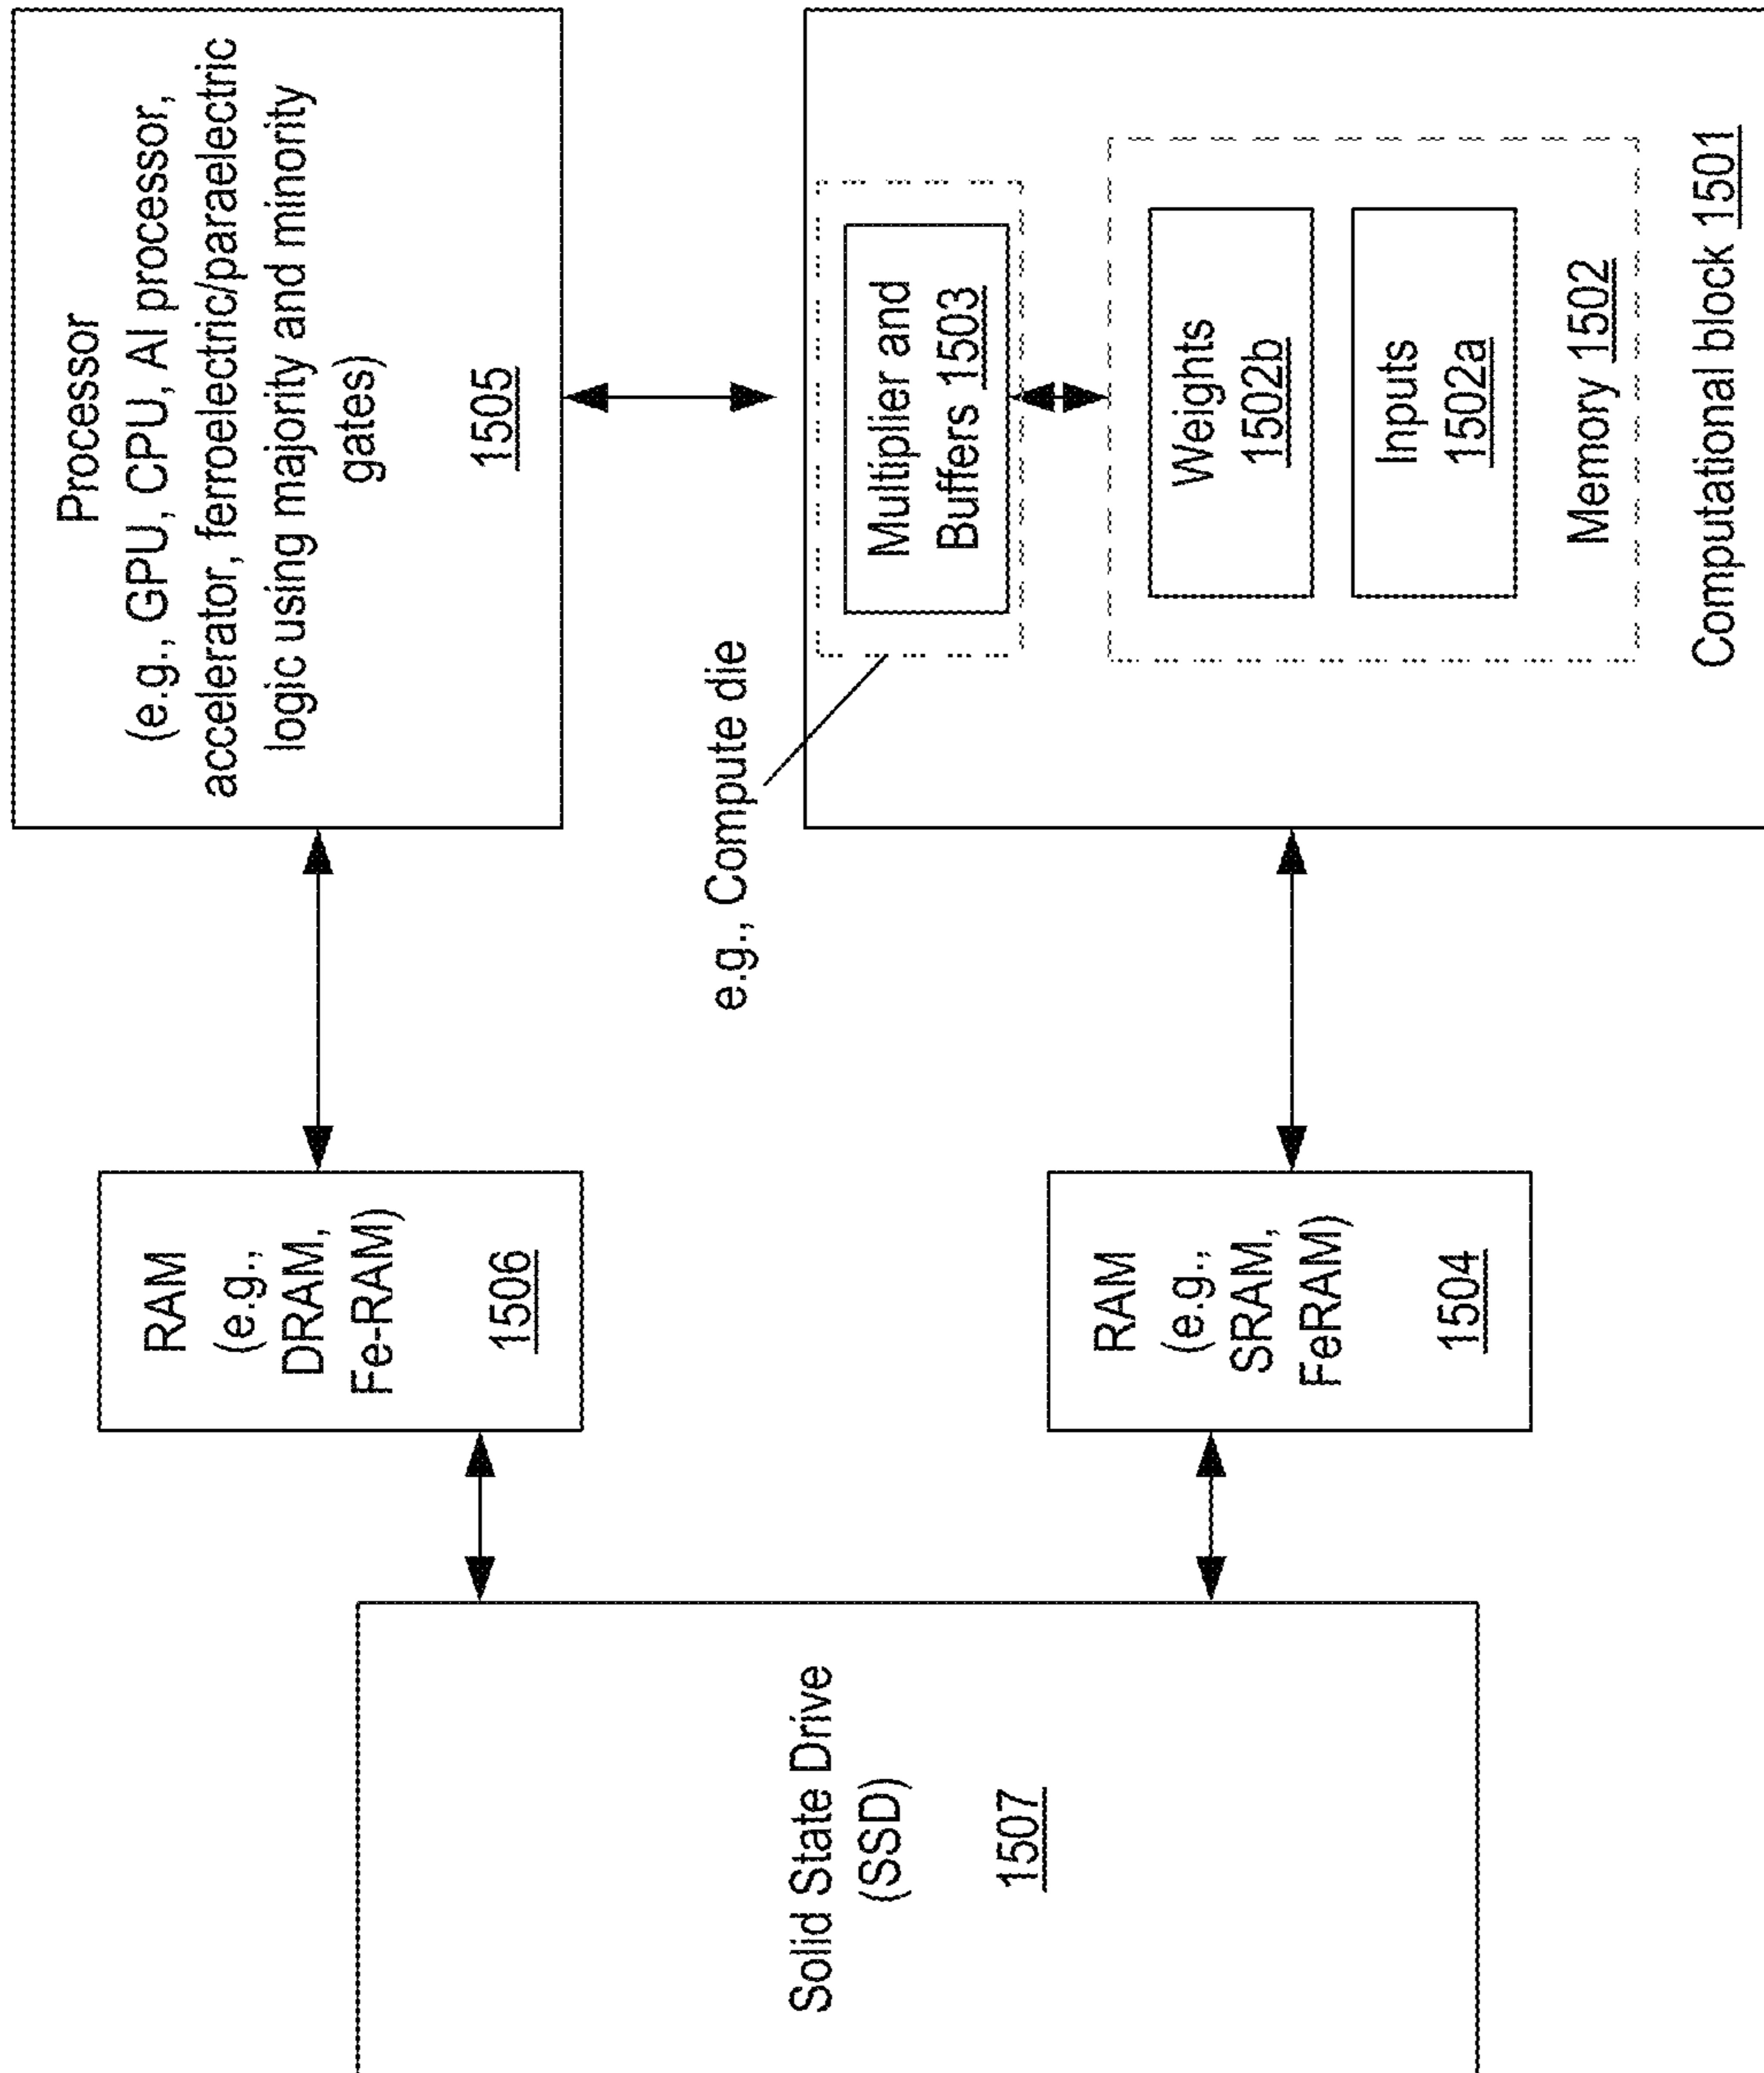 Processor
(e.g., GPU, CPU, AI processor,
accelerator, ferroelectric/paraelectric
logic using majority and minority
gates)
1505
RAM
(e.g.,
DRAM,
Fe-RAM)
1506
Solid State Drive
(SSD)
1507
e.g., Compute die
Multiplier and
Buffers 1503
Weights
1502b
Inputs
1502a
Memory 1502
Computational block 1501
RAM
(e.g.,
SRAM,
FeRAM)
1504